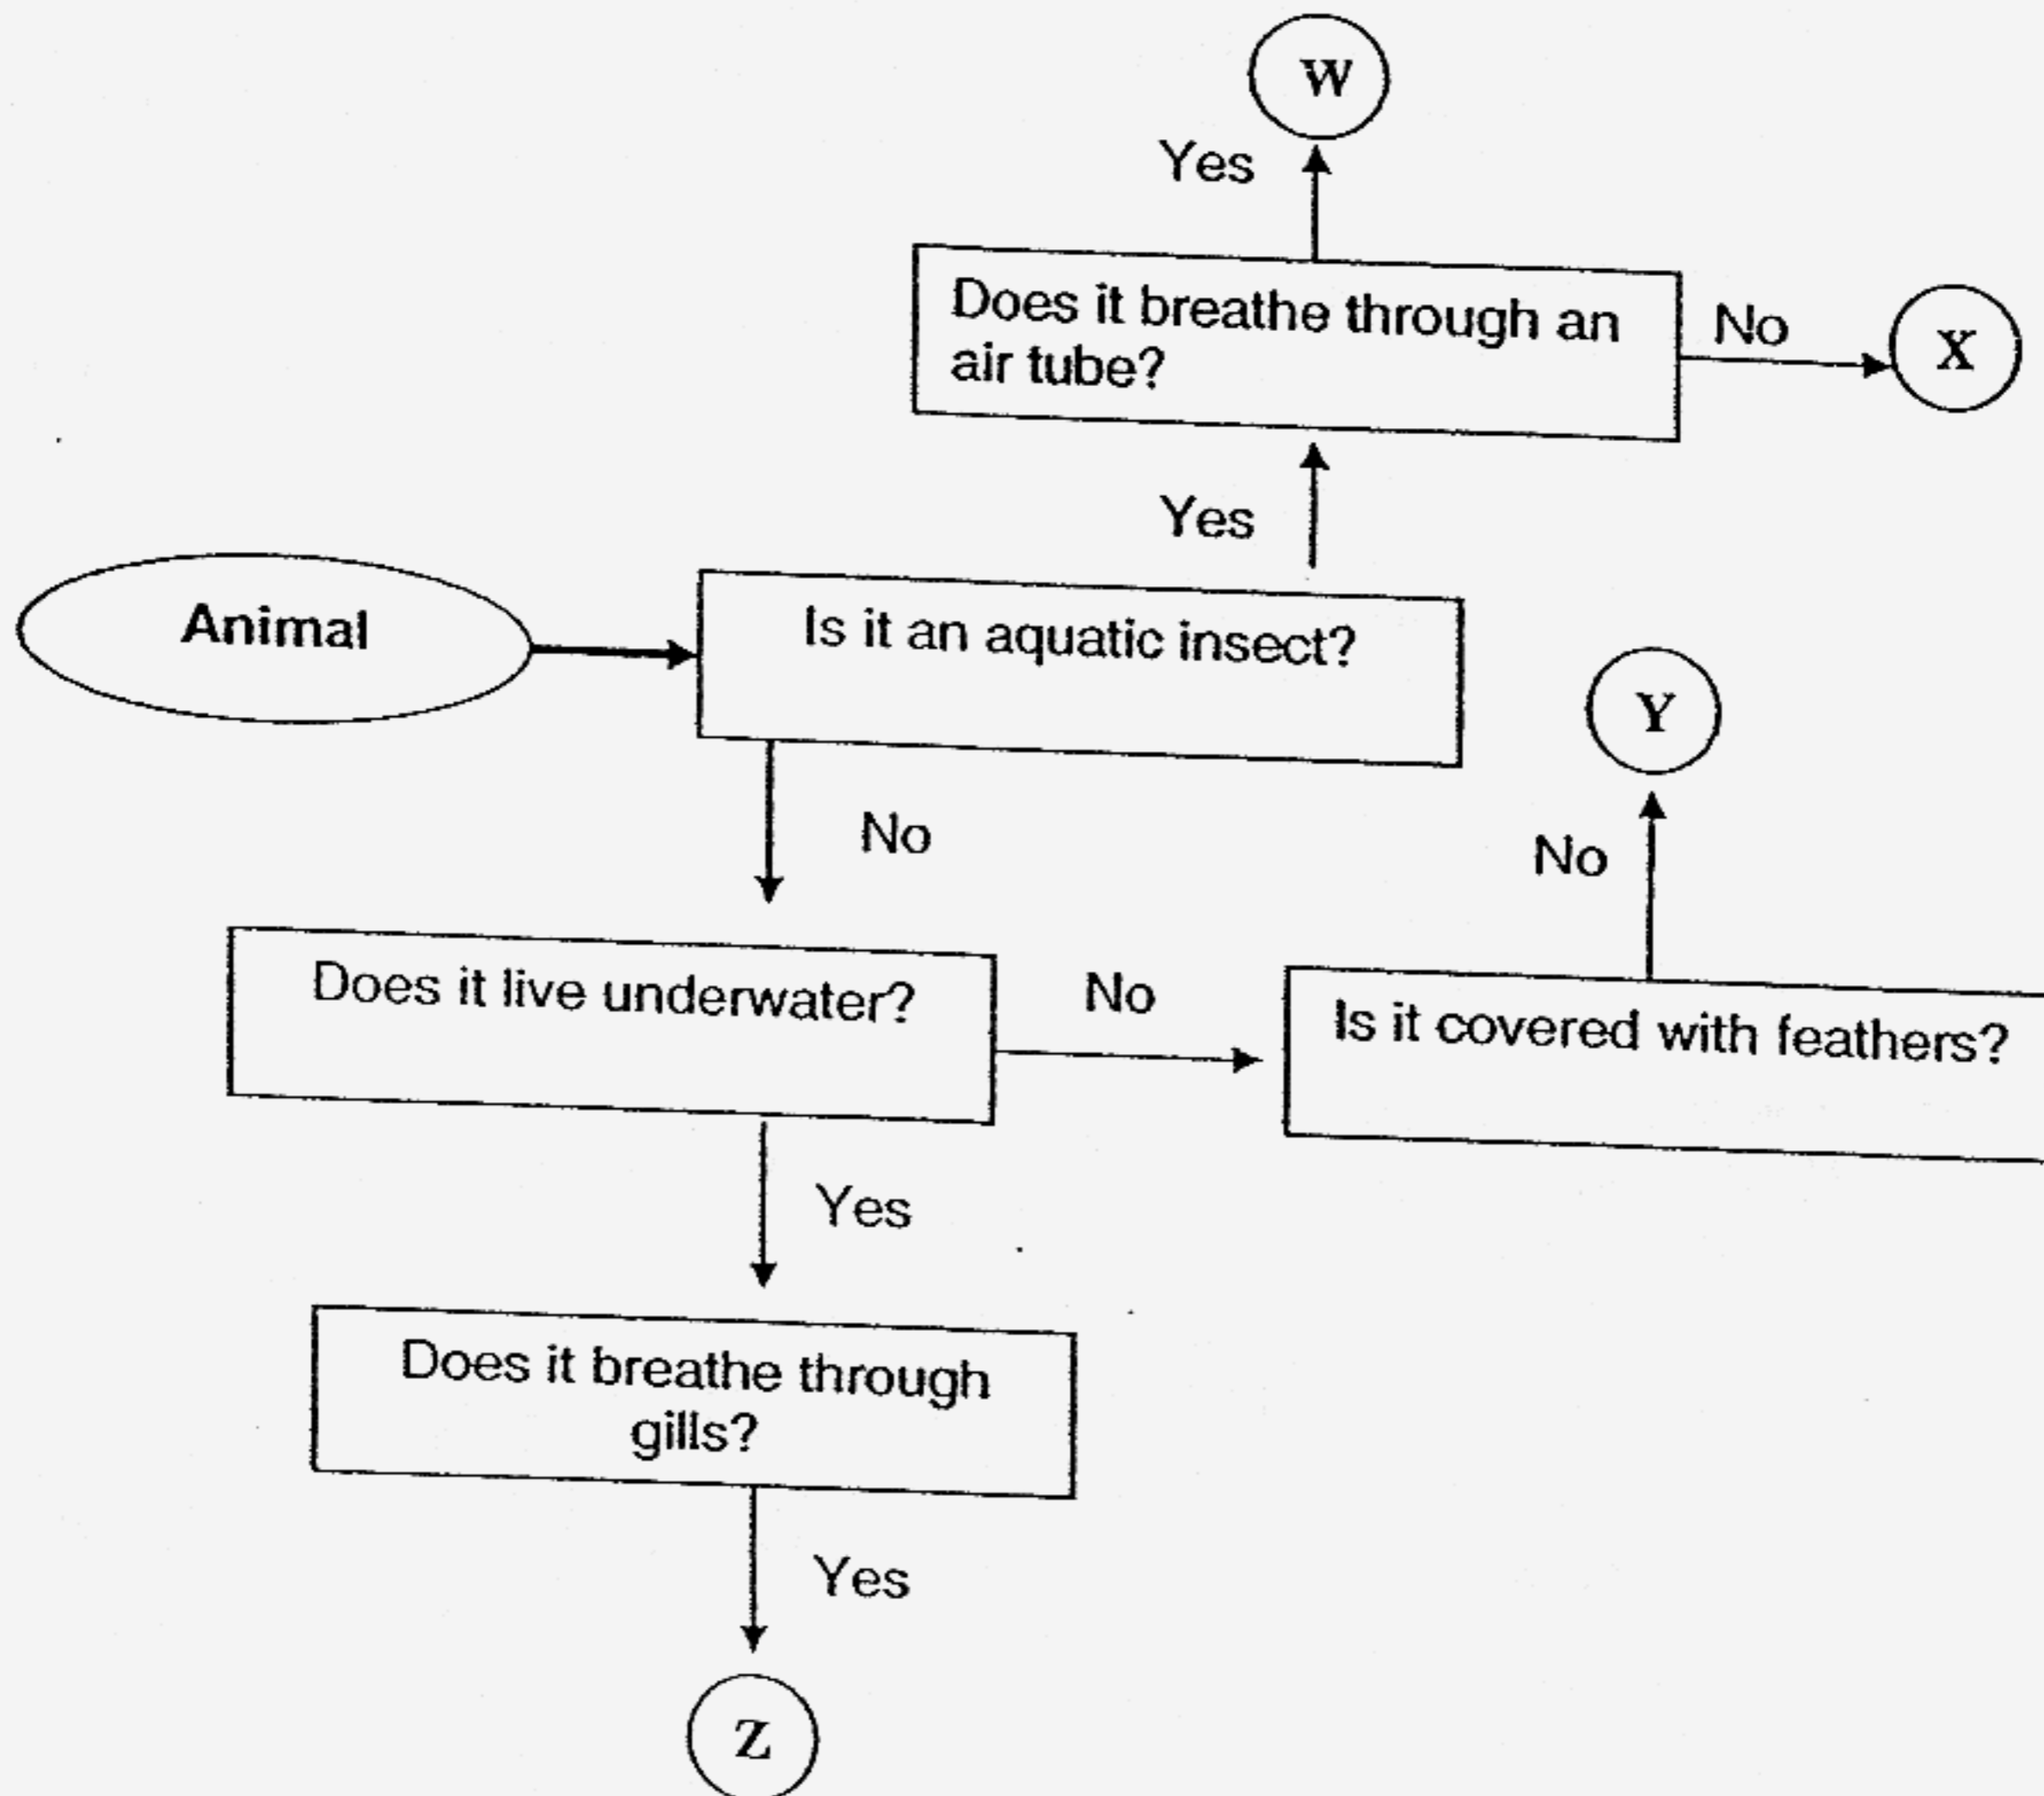 W
Yes
Does it breathe through an
air tube?
No
X
Yes
Animal
Is it an aquatic insect?
Y
No
No
Does it live underwater?
No
Is it covered with feathers?
Yes
Does it breathe through
gills?
Yes
Z